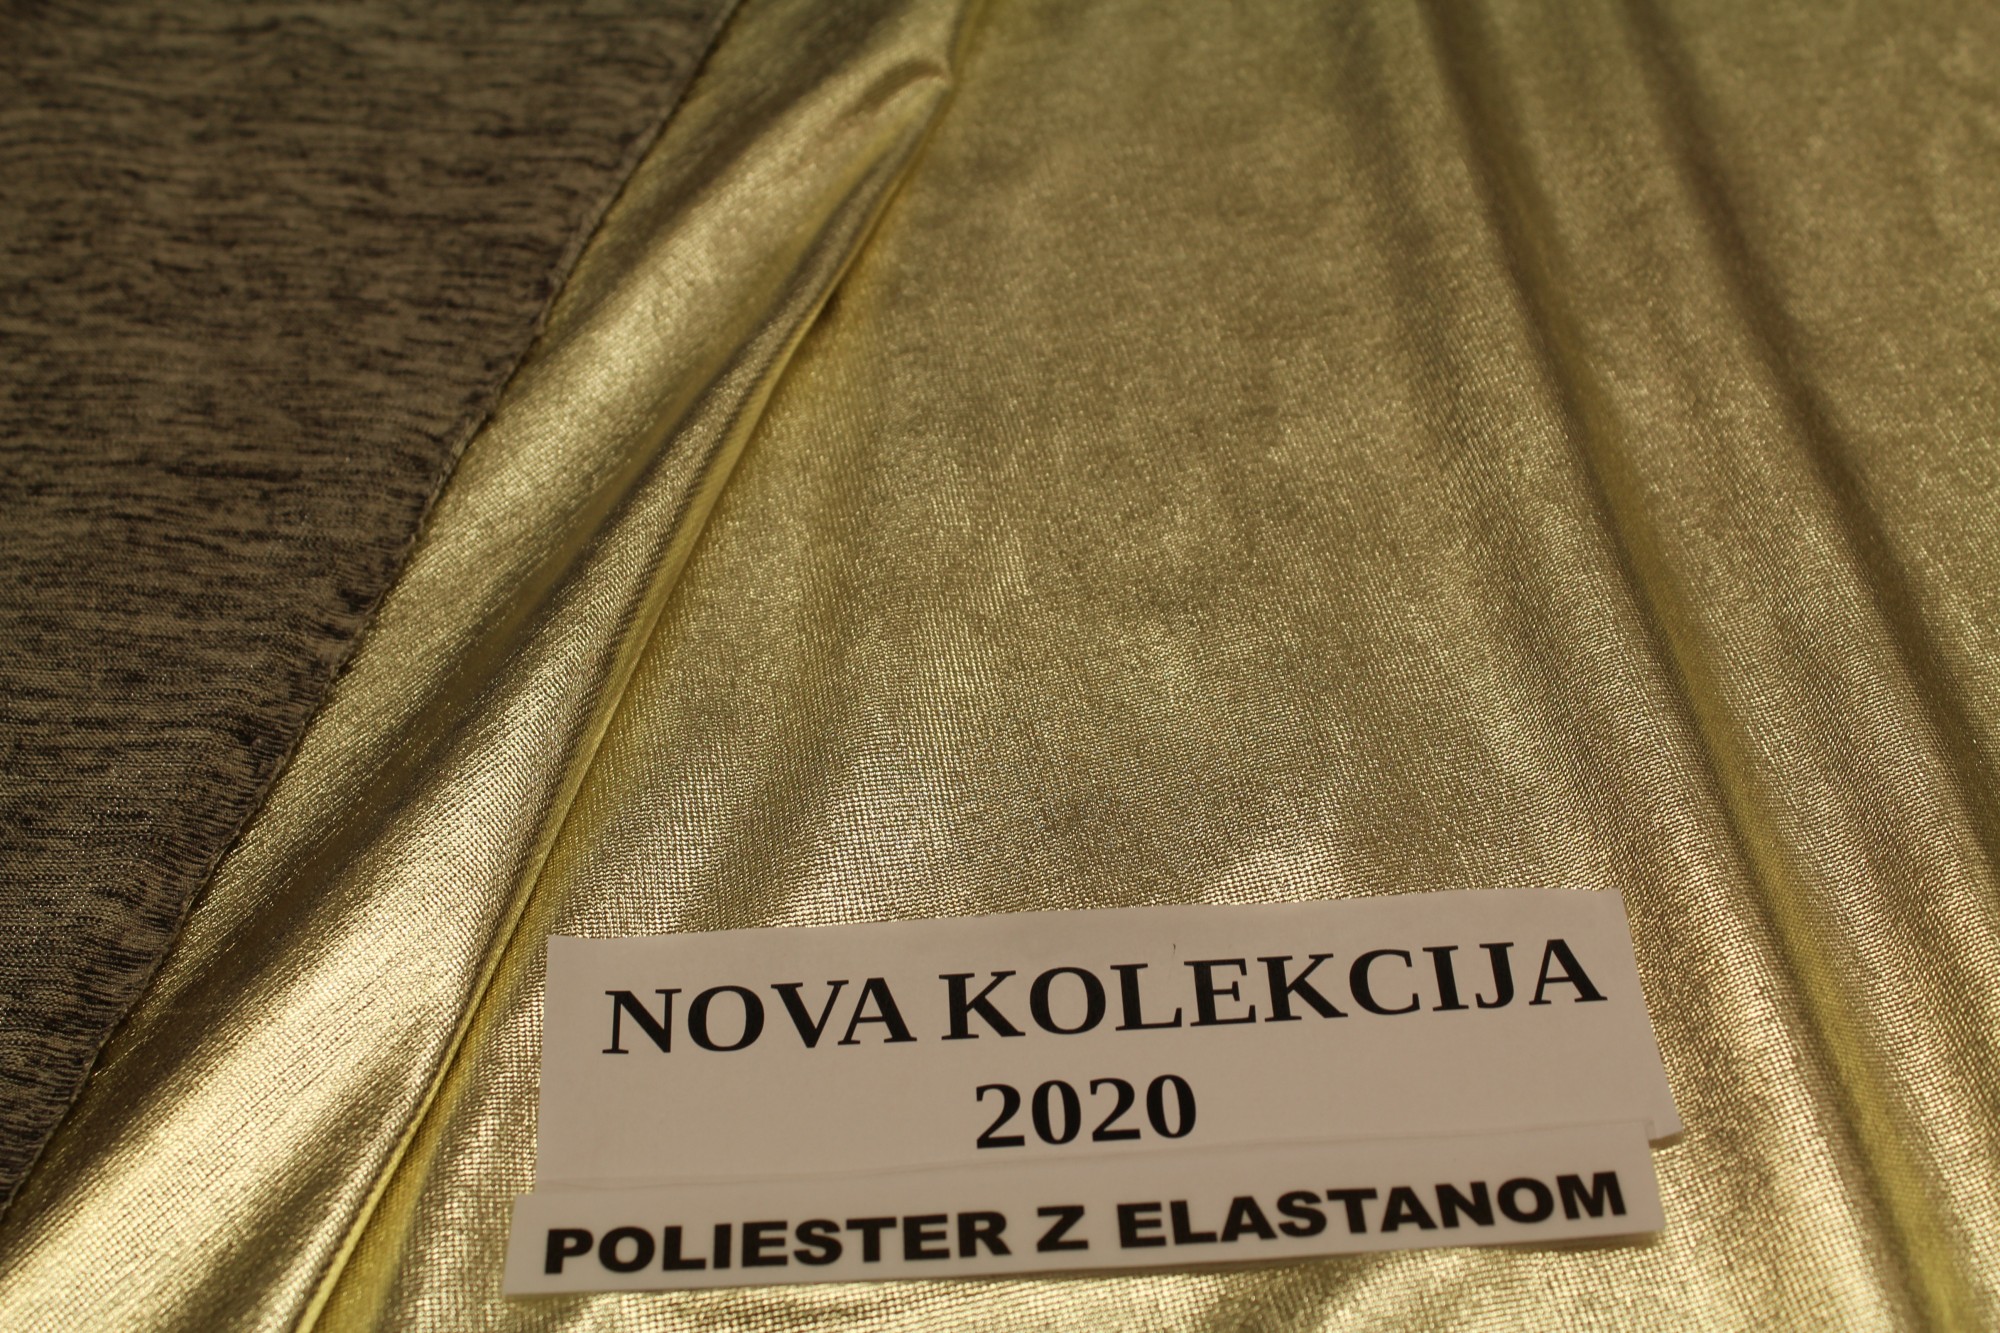 NOVA KOLEKCIJA
2020
POLIESTER Z ELASTANOM